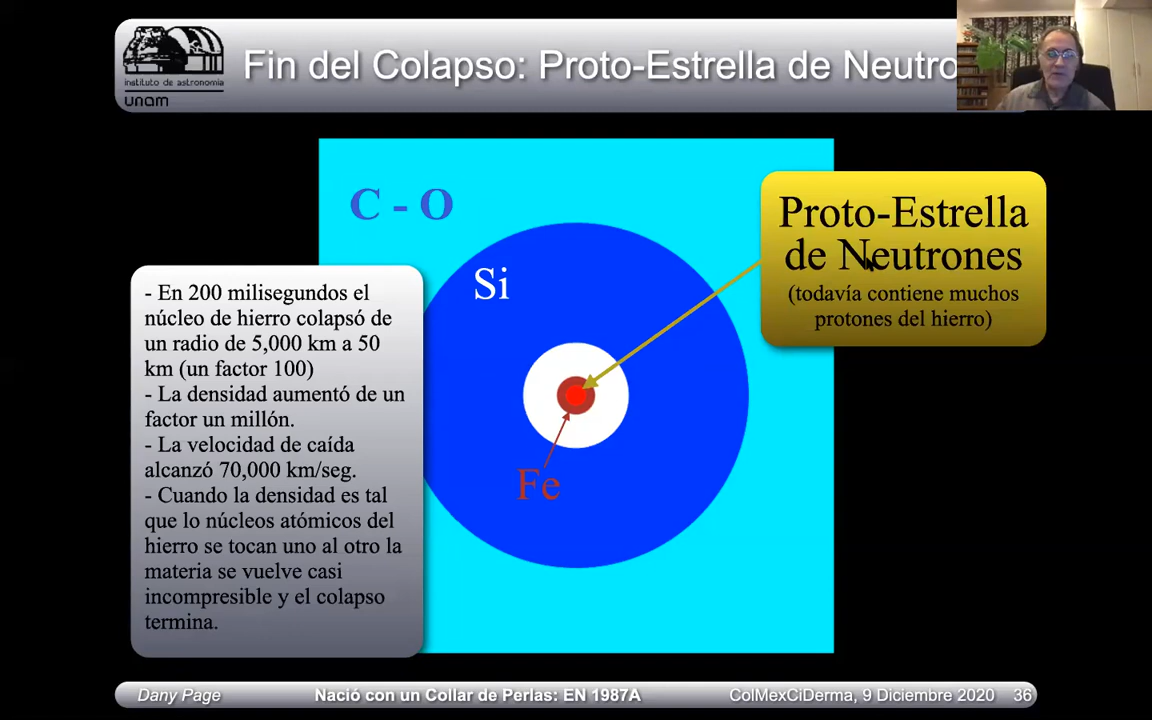 instituto de astronomía
unam
Fin del Colapso: Proto-Estrella de Neutro
C - O
Si
Fe
Proto-Estrella
de Neutrones
(todavía contiene muchos
protones del hierro)
- En 200 milisegundos el
núcleo de hierro colapsó de
un radio de 5,000 km a 50
km (un factor 100)
- La densidad aumentó de un
factor un millón.
- La velocidad de caída
alcanzó 70,000 km/seg.
- Cuando la densidad es tal
que lo núcleos atómicos del
hierro se tocan uno al otro la
materia se vuelve casi
incompresible y el colapso
termina.
Dany Page
Nació con un Collar de Perlas: EN 1987A
ColMexCiDerma, 9 Diciembre 2020 36